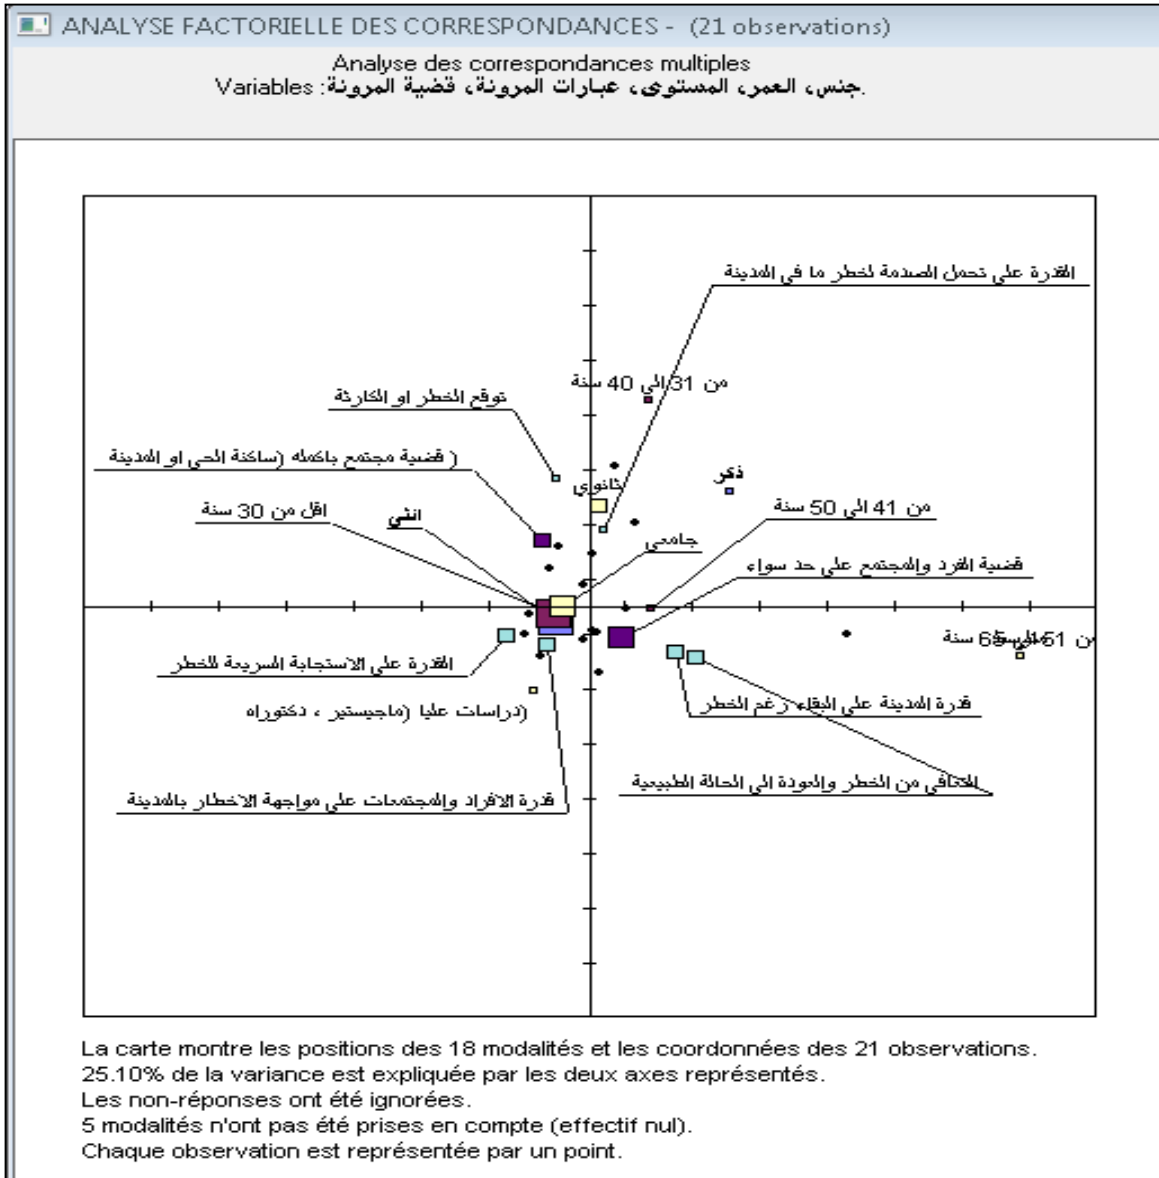 ANALYSE FACTORIELLE DES CORRESPONDANCES - (21 observations)
Analyse des correspondances multiples
Variables : جنس، العمر، المستوى، عبارات المرونة، قضية المرونة.
القدرة على تحمل الصدمة لخطر ما في المدينة
من 31 الى 40 سنة
توقع الخطر او الكارثة
قضية مجتمع باكمله (ساكنة الحي او المدينة )
ذكر
ثانوي
اقل من 30 سنة
انثى
من 41 الى 50 سنة
جامعي
قضية الفرد والمجتمع على حد سواء
القدرة على الاستجابة السريعة للخطر
قدرة المدينة على البقاء رغم الخطر
دراسات عليا (ماجيستير ، دكتوراه)
التعافي من الخطر والعودة الى الحالة الطبيعية
قدرة الافراد والمجتمعات على مواجهة الاخطار بالمدينة
La carte montre les positions des 18 modalités et les coordonnées des 21 observations.
25.10% de la variance est expliquée par les deux axes représentés.
Les non-réponses ont été ignorées.
5 modalités n'ont pas été prises en compte (effectif nul).
Chaque observation est représentée par un point.